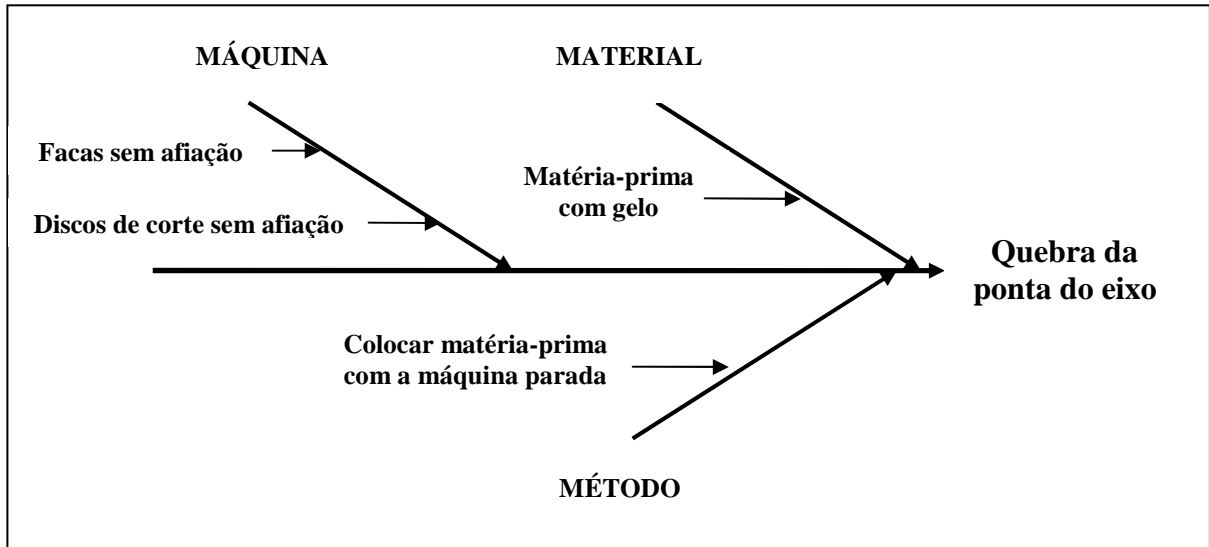 MÁQUINA
MATERIAL
Facas sem afiação
Discos de corte sem afiação
Matéria-prima
com gelo
Quebra da
ponta do eixo
Colocar matéria-prima
com a máquina parada
MÉTODO